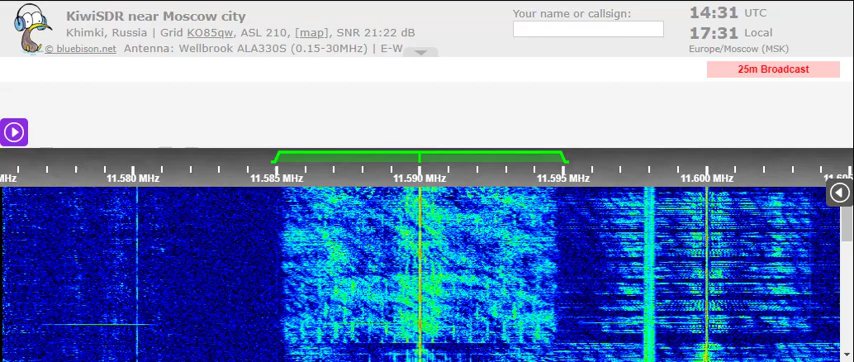 KiwiSDR near Moscow city
Khimki, Russia | Grid KO85qw, ASL 210, [map], SNR 21:22 dB
© bluebison.net Antenna: Wellbrook ALA330S (0.15-30MHz) | E-W
Your name or callsign:
14:31 UTC
17:31 Local
Europe/Moscow (MSK)
25m Broadcast
MHz 11.580 MHz 11.585 MHz 11.590 MHz 11.595 MHz 11.600 MHz